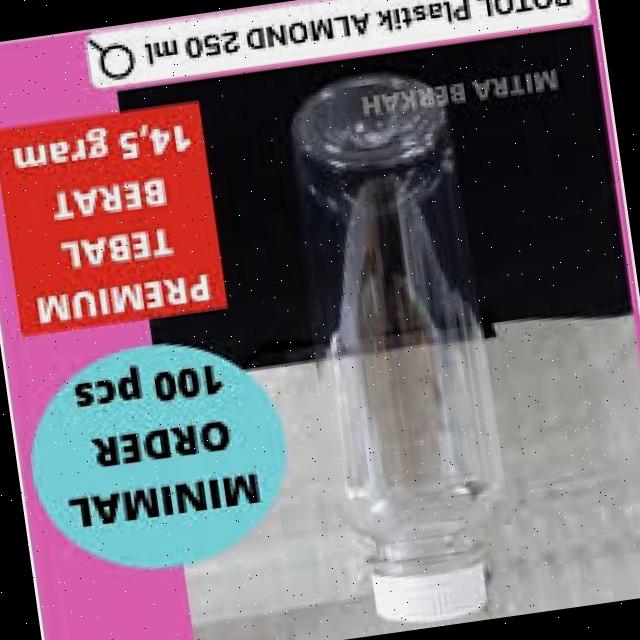 BOTOL Plastik ALMOND 250 ml
MITRA BERKAH
PREMIUM
TEBAL
BERAT
14,5 gram
MINIMAL
ORDER
100 pcs